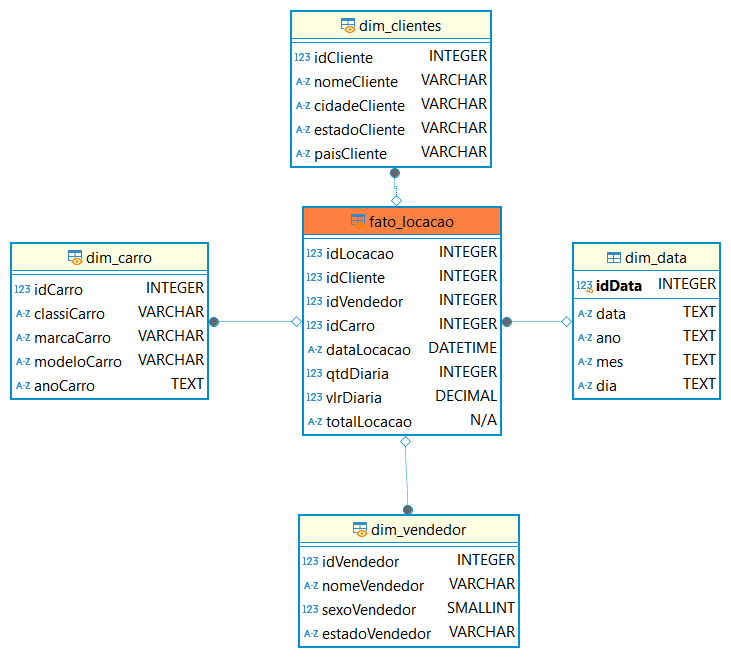 dim_clientes
123 idCliente INTEGER
A-Z nomeCliente VARCHAR
A-Z cidadeCliente VARCHAR
A-Z estadoCliente VARCHAR
A-Z paisCliente VARCHAR
fato_locacao
123 idLocacao INTEGER
123 idCliente INTEGER
123 idVendedor INTEGER
123 idCarro INTEGER
A-Z dataLocacao DATETIME
123 qtdDiaria INTEGER
123 vlrDiaria DECIMAL
A-Z totalLocacao N/A
dim_carro
123 idCarro INTEGER
A-Z classiCarro VARCHAR
A-Z marcaCarro VARCHAR
A-Z modeloCarro VARCHAR
A-Z anoCarro TEXT
dim_data
123 idData INTEGER
A-Z data TEXT
A-Z ano TEXT
A-Z mes TEXT
A-Z dia TEXT
dim_vendedor
123 idVendedor INTEGER
A-Z nomeVendedor VARCHAR
123 sexoVendedor SMALLINT
A-Z estadoVendedor VARCHAR